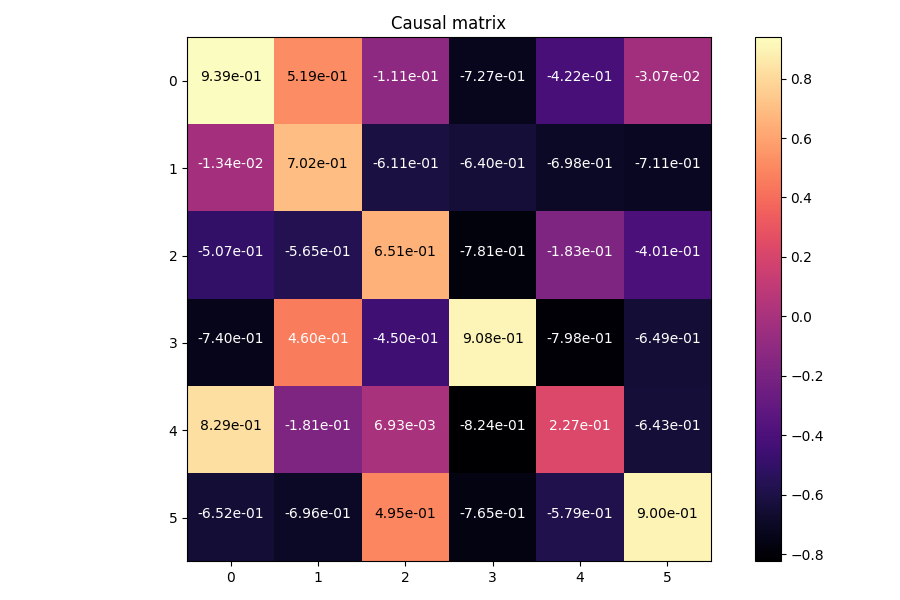 Causal matrix
0 9.39e-01 5.19e-01 -1.11e-01 -7.27e-01 -4.22e-01 -3.07e-02
1 -1.34e-02 7.02e-01 -6.11e-01 -6.40e-01 -6.98e-01 -7.11e-01
2 -5.07e-01 -5.65e-01 6.51e-01 -7.81e-01 -1.83e-01 -4.01e-01
3 -7.40e-01 4.60e-01 -4.50e-01 9.08e-01 -7.98e-01 -6.49e-01
4 8.29e-01 -1.81e-01 6.93e-03 -8.24e-01 2.27e-01 -6.43e-01
5 -6.52e-01 -6.96e-01 4.95e-01 -7.65e-01 -5.79e-01 9.00e-01
0 1 2 3 4 5
0.8
0.6
0.4
0.2
0.0
−0.2
−0.4
−0.6
−0.8